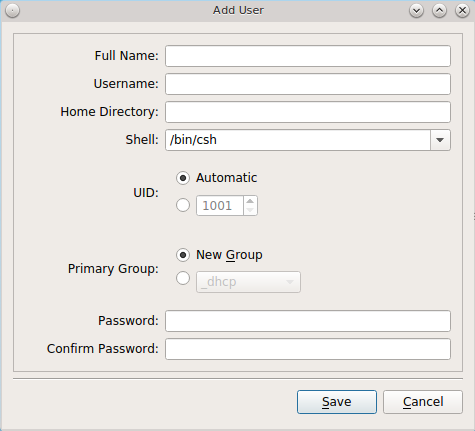 Add User
Full Name:
Username:
Home Directory:
Shell: /bin/csh
Automatic
UID:
1001
New Group
Primary Group:
_dhcp
Password:
Confirm Password:
Save Cancel